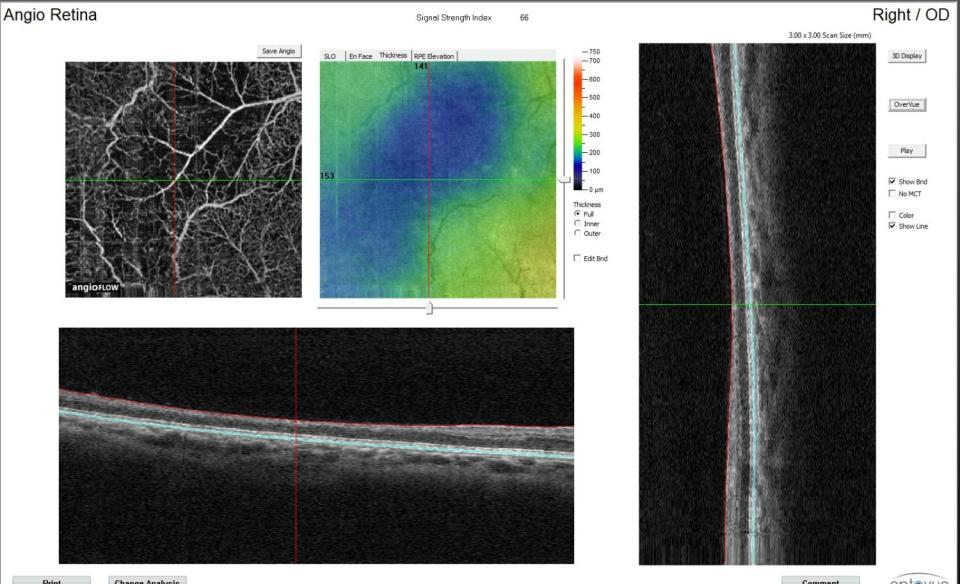 Angio Retina
Signal Strength Index 66
Right / OD
3.00 x 3.00 Scan Size (mm)
Save Angio
SLO En Face Thickness RPE Elevation
141
153
angioFLOW
750
700
600
500
400
300
200
100
0 µm
Thickness
Full
Inner
Outer
Edit Bnd
3D Display
OverVue
Play
Show Bnd
No MCT
Color
Show Line
Print
Change Analysis
Comment
optovue